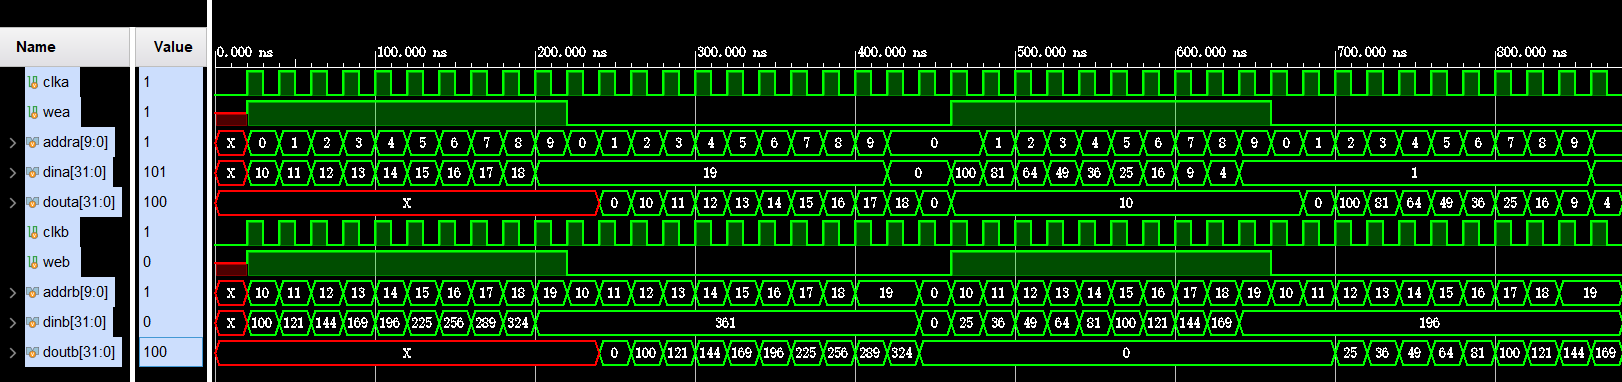 Name Value 0.000 ns 100.000 ns 200.000 ns 300.000 ns 400.000 ns 500.000 ns 600.000 ns 700.000 ns 800.000 ns
clka 1
wea 1
addra[9:0] 1 X 0 1 2 3 4 5 6 7 8 9 0 1 2 3 4 5 6 7 8 9 0 1 2 3 4 5 6 7 8 9 0 1 2 3 4 5 6 7 8 9
dina[31:0] 101 X 10 11 12 13 14 15 16 17 18 19 0 100 81 64 49 36 25 16 9 4 1
douta[31:0] 100 X 0 10 11 12 13 14 15 16 17 18 0 10 0 100 81 64 49 36 25 16 9 4
clkb 1
web 0
addrb[9:0] 1 X 10 11 12 13 14 15 16 17 18 19 10 11 12 13 14 15 16 17 18 19 0 10 11 12 13 14 15 16 17 18 19 10 11 12 13 14 15 16 17 18 19
dinb[31:0] 0 X 100 121 144 169 196 225 256 289 324 361 0 25 36 49 64 81 100 121 144 169 196
doutb[31:0] 100 X 0 100 121 144 169 196 225 256 289 324 0 25 36 49 64 81 100 121 144 169